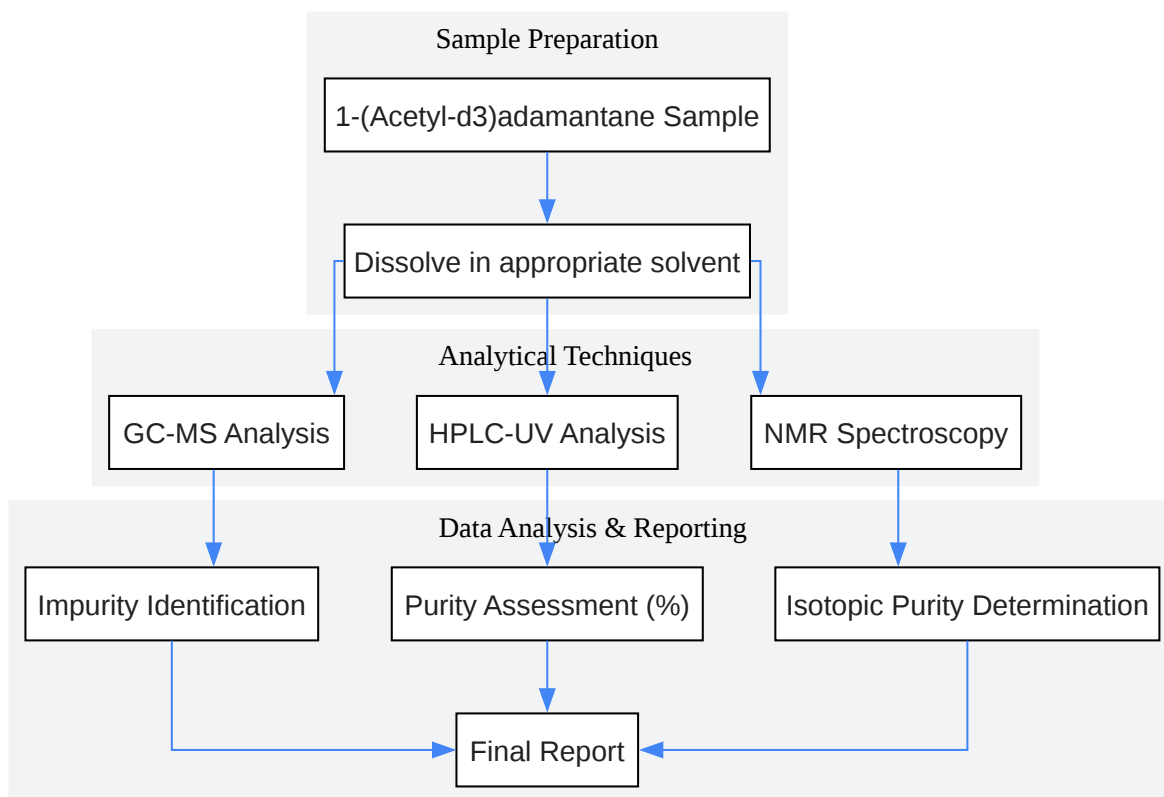 Sample Preparation
1-(Acetyl-d3)adamantane Sample
Dissolve in appropriate solvent
Analytical Techniques
GC-MS Analysis
HPLC-UV Analysis
NMR Spectroscopy
Data Analysis & Reporting
Impurity Identification
Purity Assessment (%)
Isotopic Purity Determination
Final Report